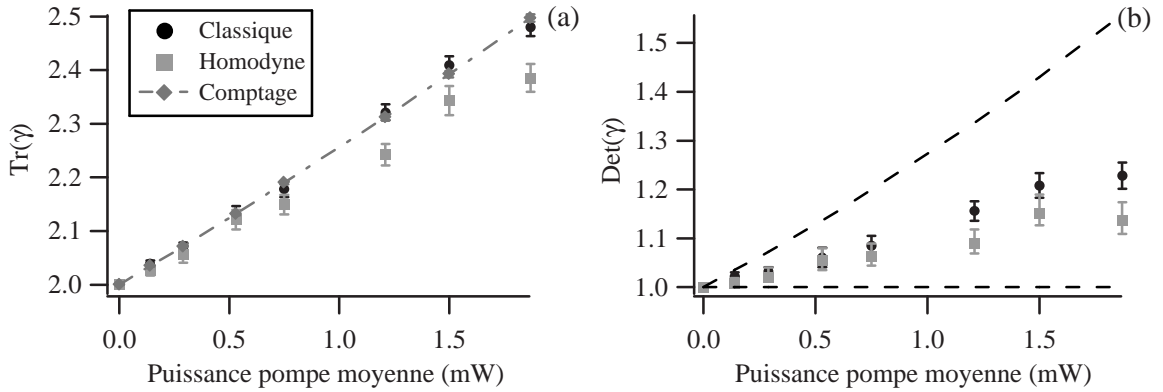 2.5
2.4
2.3
2.2
2.1
2.0
Tr(γ)
Classique
Homodyne
Comptage
(a)
0.0 0.5 1.0 1.5
Puissance pompe moyenne (mW)
1.5
1.4
1.3
1.2
1.1
1.0
Det(γ)
(b)
0.0 0.5 1.0 1.5
Puissance pompe moyenne (mW)